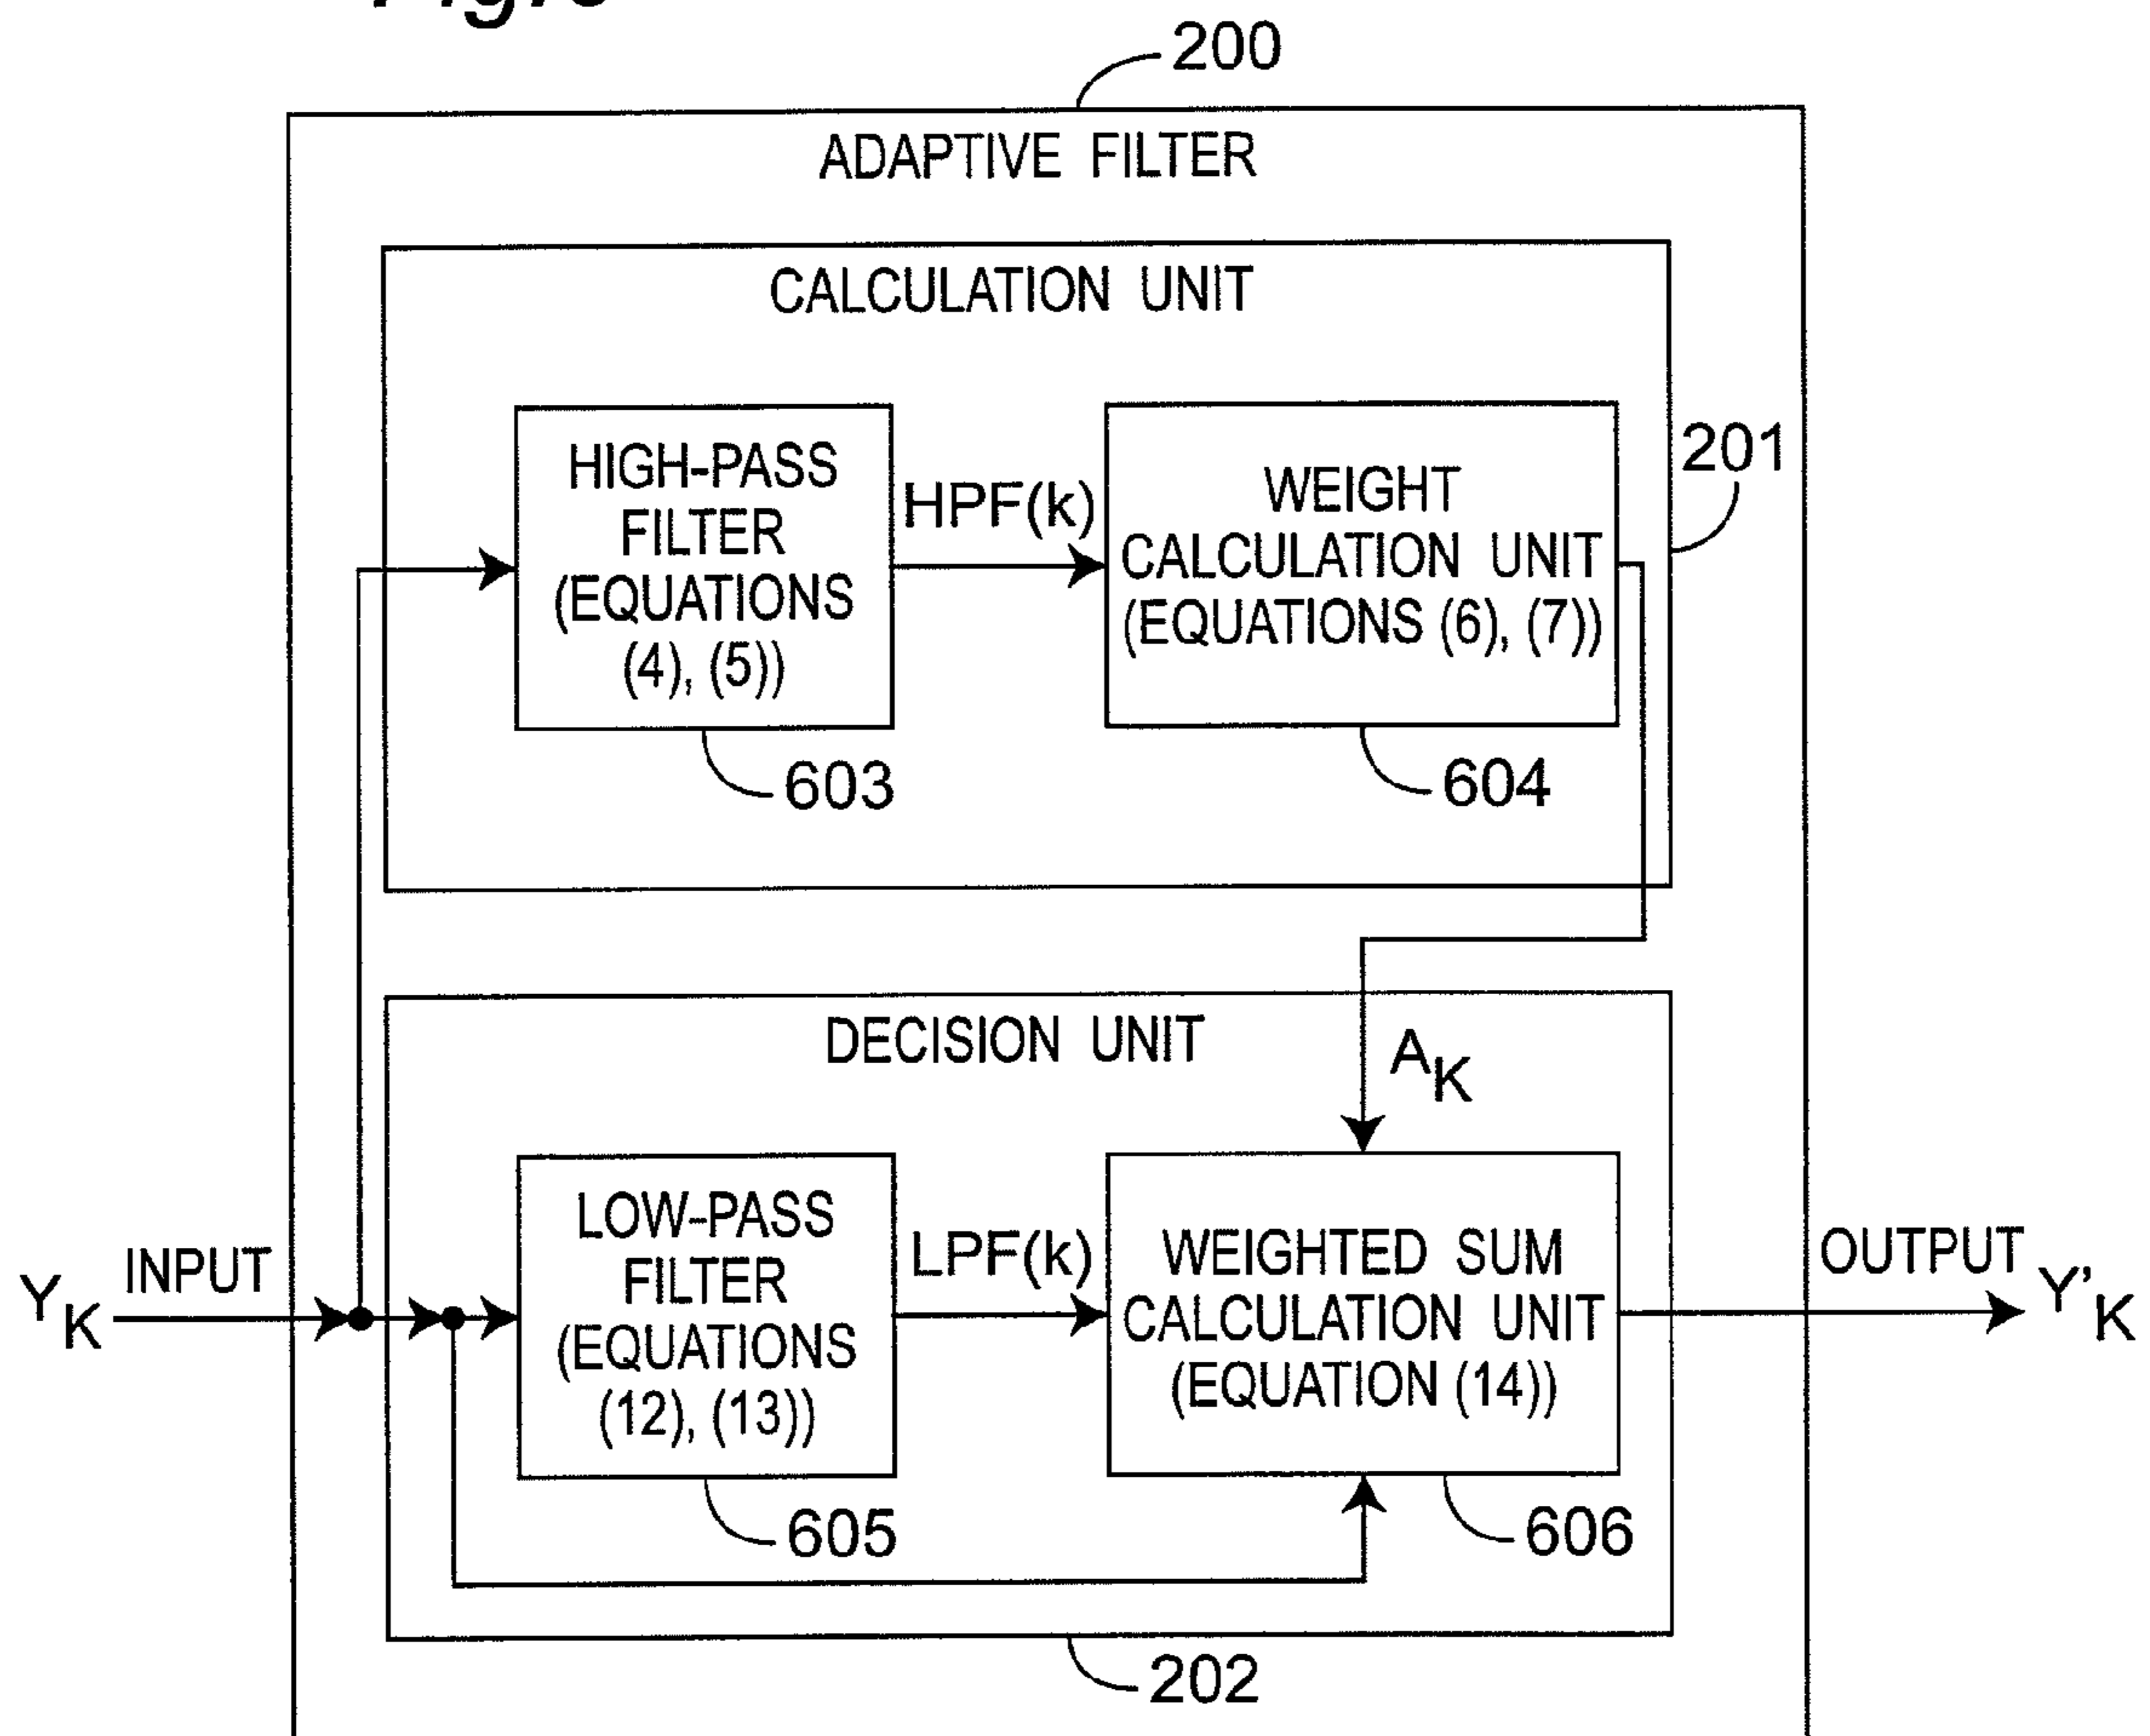 200
ADAPTIVE FILTER
CALCULATION UNIT
201
HIGH-PASS
FILTER
(EQUATIONS
(4), (5))
HPF(k)
WEIGHT
CALCULATION UNIT
(EQUATIONS (6), (7))
603
604
DECISION UNIT
AK
INPUT
YK
LOW-PASS
FILTER
(EQUATIONS
(12), (13))
LPF(k)
WEIGHTED SUM
CALCULATION UNIT
(EQUATION (14))
OUTPUT
Y'K
605
606
202